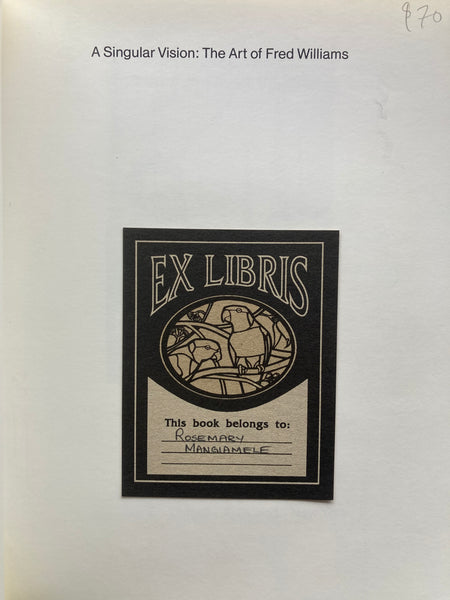 $70
A Singular Vision: The Art of Fred Williams
EX LIBRIS
This book belongs to:
ROSEMARY
MANGIAMELE